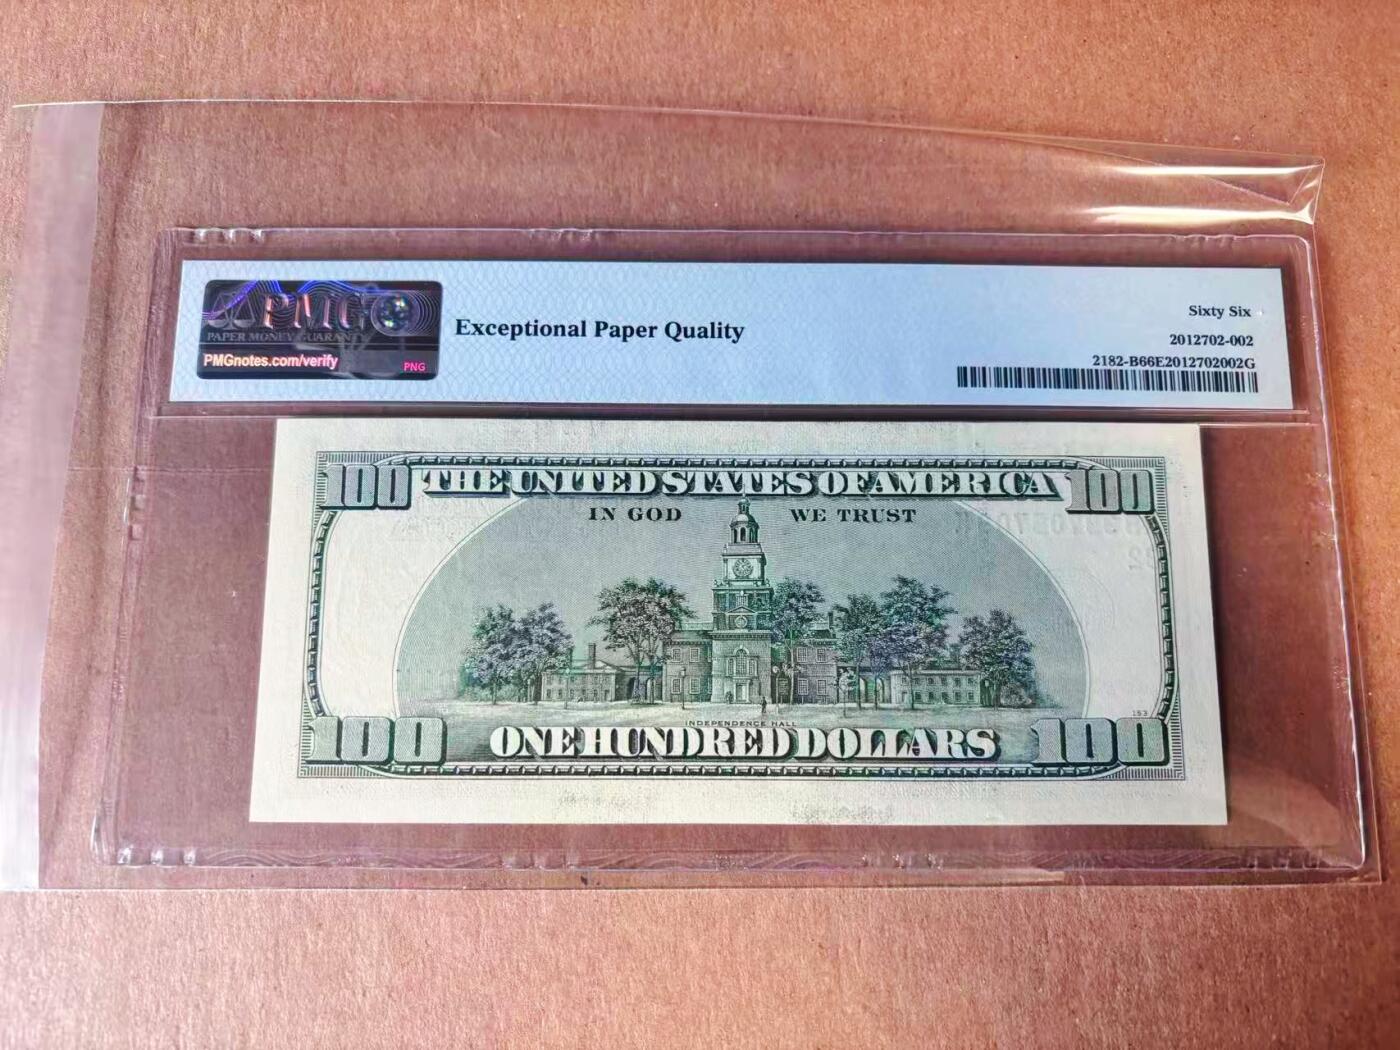 PMG
PAPER MONEY GUARANTY
PMGnotes.com/verify
PNG
Exceptional Paper Quality
Sixty Six
2012702-002
2182-B66E2012702002G
100 THE UNITED STATES OF AMERICA 100
IN GOD WE TRUST
153
INDEPENDENCE HALL
100 ONE HUNDRED DOLLARS 100